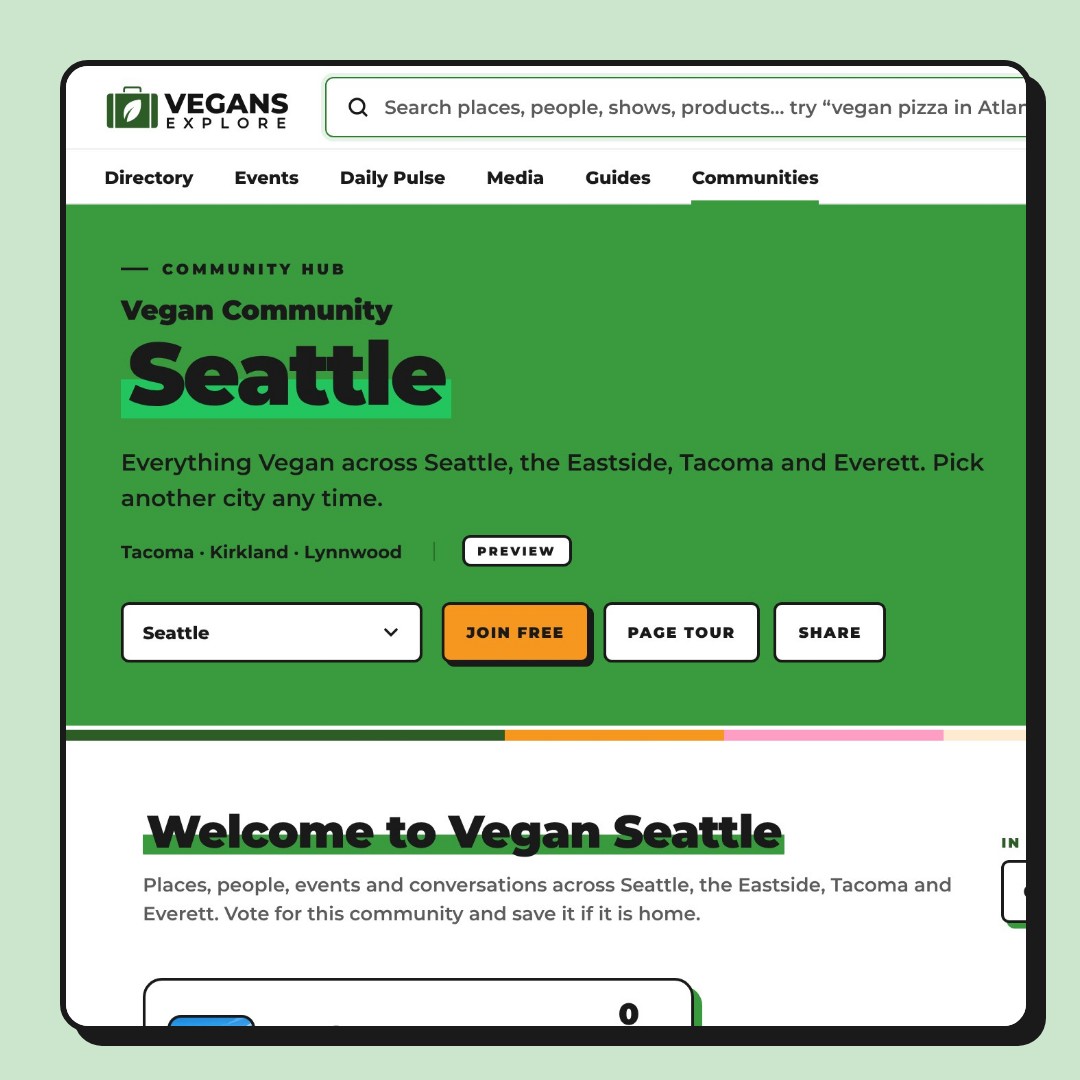 VEGANS
EXPLORE
Search places, people, shows, products... try “vegan pizza in
Directory Events Daily Pulse Media Guides Communities
COMMUNITY HUB
Vegan Community
Seattle
Everything Vegan across Seattle, the Eastside, Tacoma and Everett. Pick
another city any time.
Tacoma · Kirkland · Lynnwood PREVIEW
Seattle JOIN FREE PAGE TOUR SHARE
Welcome to Vegan Seattle
IN
Places, people, events and conversations across Seattle, the Eastside, Tacoma and
Everett. Vote for this community and save it if it is home.
0